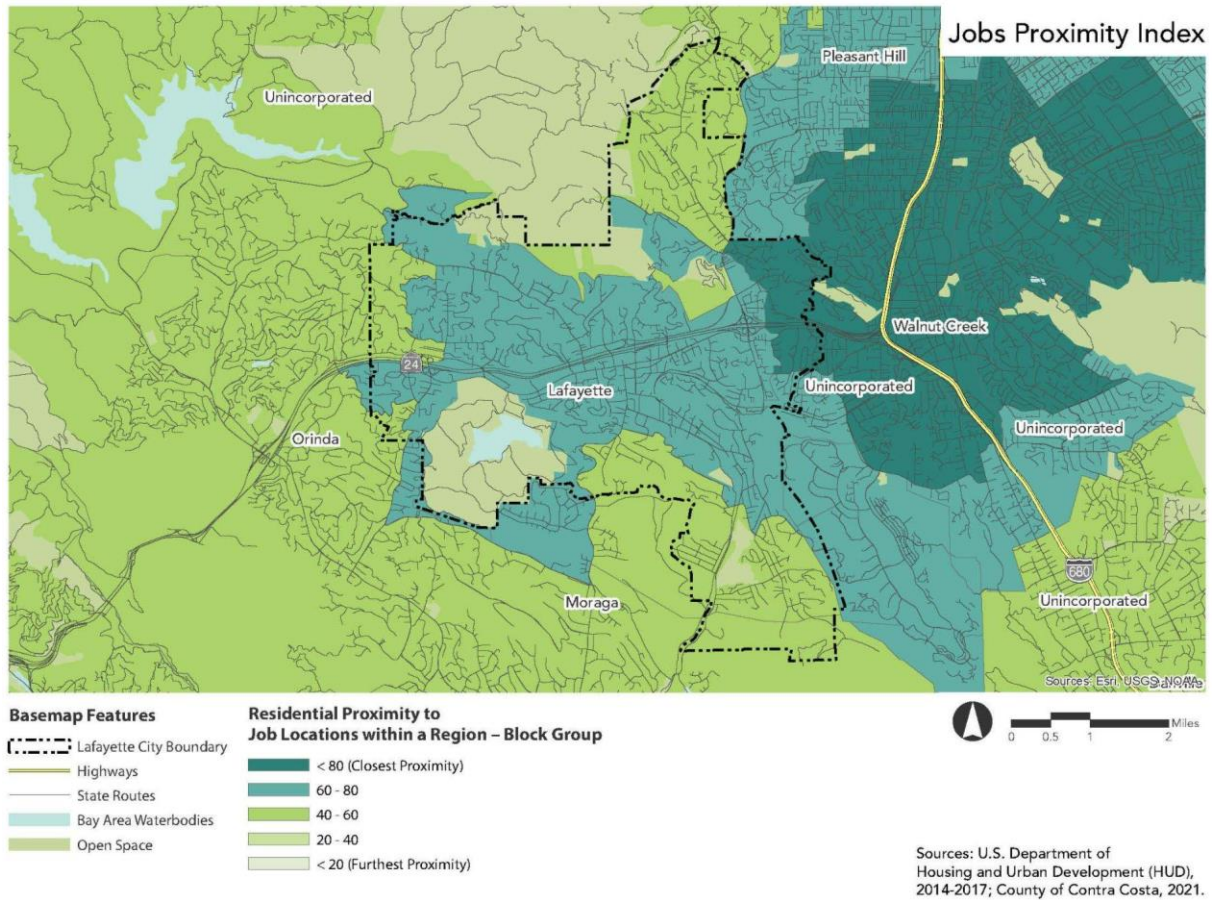 Jobs Proximity Index
Pleasant Hill
Unincorporated
Walnut Creek
24
Lafayette
Unincorporated
Unincorporated
Orinda
680
Moraga
Unincorporated
Sources: Esri, USGS, NOAA
Basemap Features
Lafayette City Boundary
Highways
State Routes
Bay Area Waterbodies
Open Space
Residential Proximity to
Job Locations within a Region – Block Group
< 80 (Closest Proximity)
60 - 80
40 - 60
20 - 40
< 20 (Furthest Proximity)
Miles
0 0.5 1 2
Sources: U.S. Department of
Housing and Urban Development (HUD),
2014-2017; County of Contra Costa, 2021.